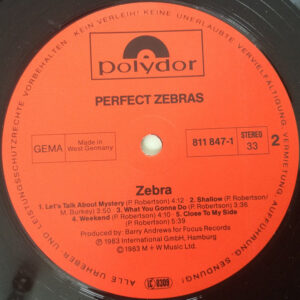 KEIN VERLEIH! KEINE UNERLAUBTE VERVIELFÄLTIGUNG, VERMIETUNG, AUFFÜHRUNG, SENDUNG!
ALLE URHEBER- UND LEISTUNGSSCHUTZRECHTE VORBEHALTEN
polydor
PERFECT ZEBRAS
GEMA
Made in
West Germany
811 847-1
STEREO
33
2
Zebra
1. Let's Talk About Mystery (P. Robertson) 4:12 2. Shallow (P. Robertson/
M. Burkey) 3:50 3. What You Gonna Do (P. Robertson) 3:36
4. Weekend (P. Robertson) 4:10 5. Close To My Side
(P. Robertson) 5:39
Produced by: Barry Andrews for Focus Records
℗ 1983 International GmbH, Hamburg
© 1983 M + W Music Ltd.
LC 0309